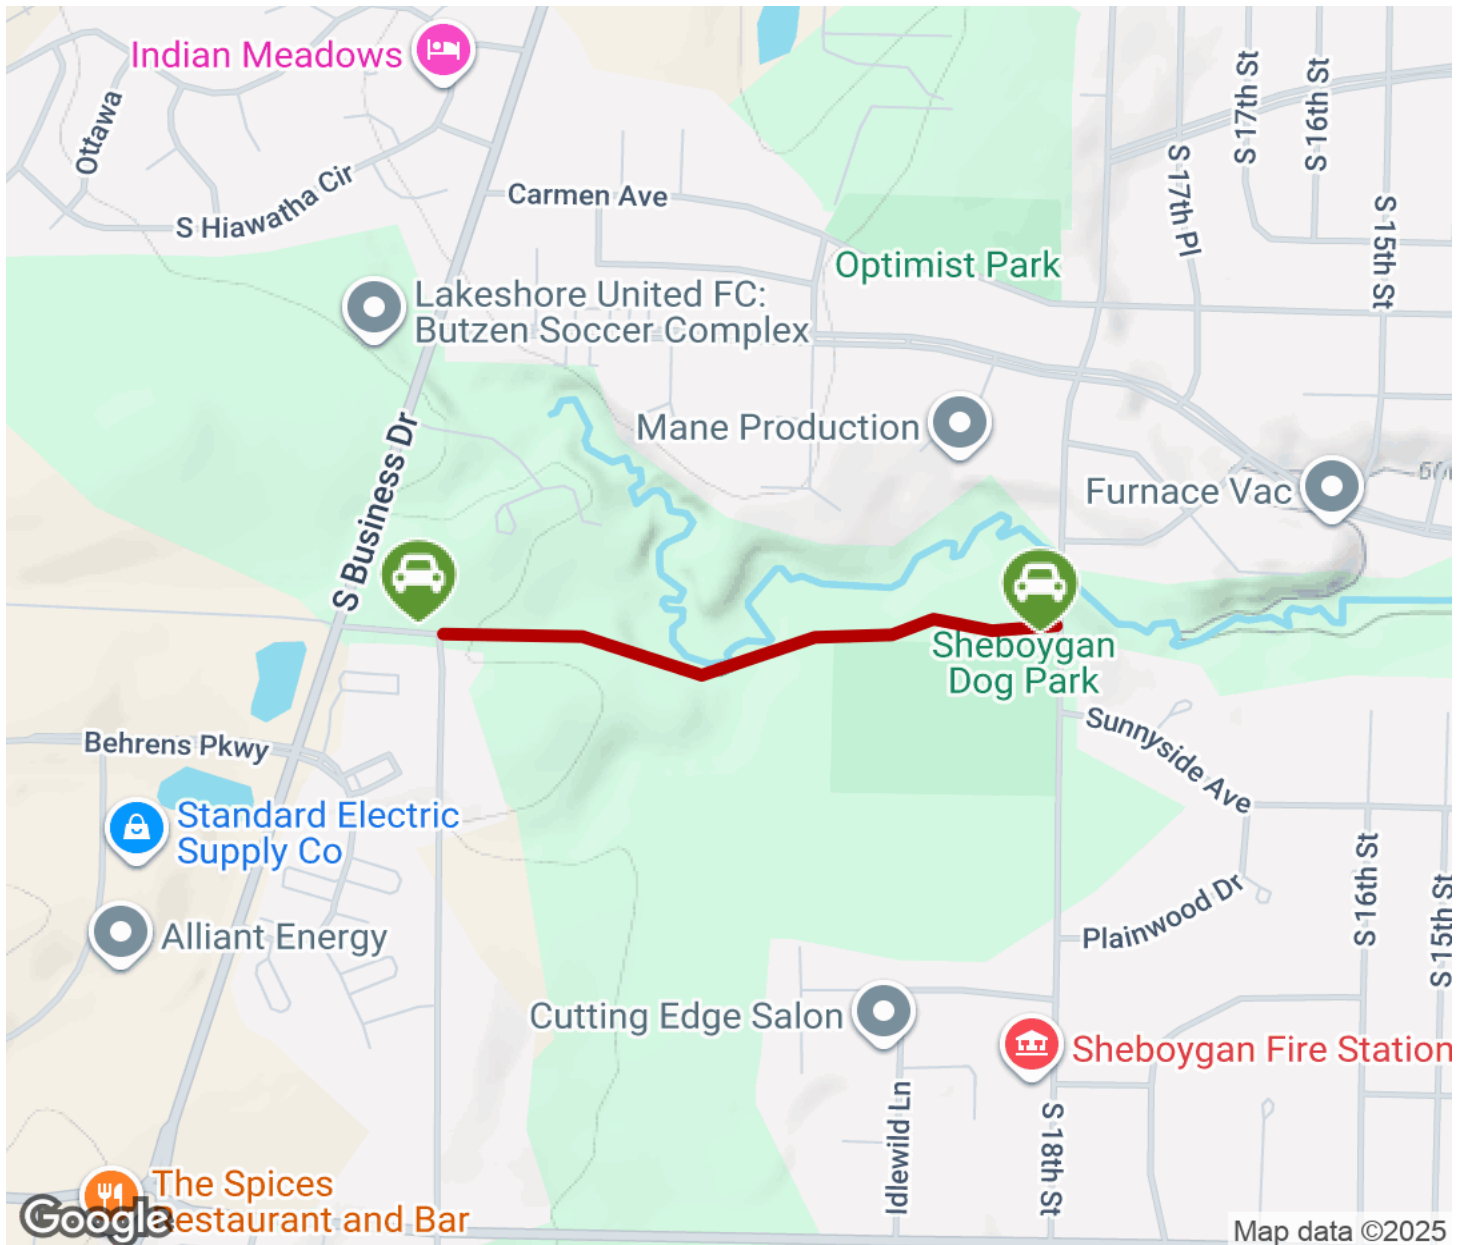 Indian Meadows
Ottawa
S Hiawatha Cir
Carmen Ave
S 17th St
S 16th St
S 17th Pl
S 15th St
Optimist Park
Lakeshore United FC:
Butzen Soccer Complex
Mane Production
Furnace Vac
S Business Dr
Sheboygan
Dog Park
Sunnyside Ave
Behrens Pkwy
Standard Electric
Supply Co
Alliant Energy
Plainwood Dr
S 16th St
S 15th St
Cutting Edge Salon
Sheboygan Fire Station
Idlewild Ln
S 18th St
The Spices
Restaurant and Bar
Google
Map data ©2025